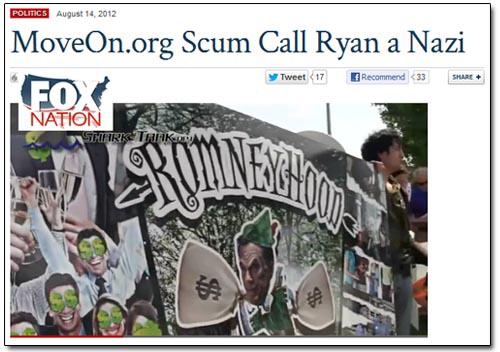 POLITICS August 14, 2012
MoveOn.org Scum Call Ryan a Nazi
Tweet 17 Recommend 33 SHARE +
FOX
NATION
SHARK TANK.org
ROMNEYHOOD
$ $